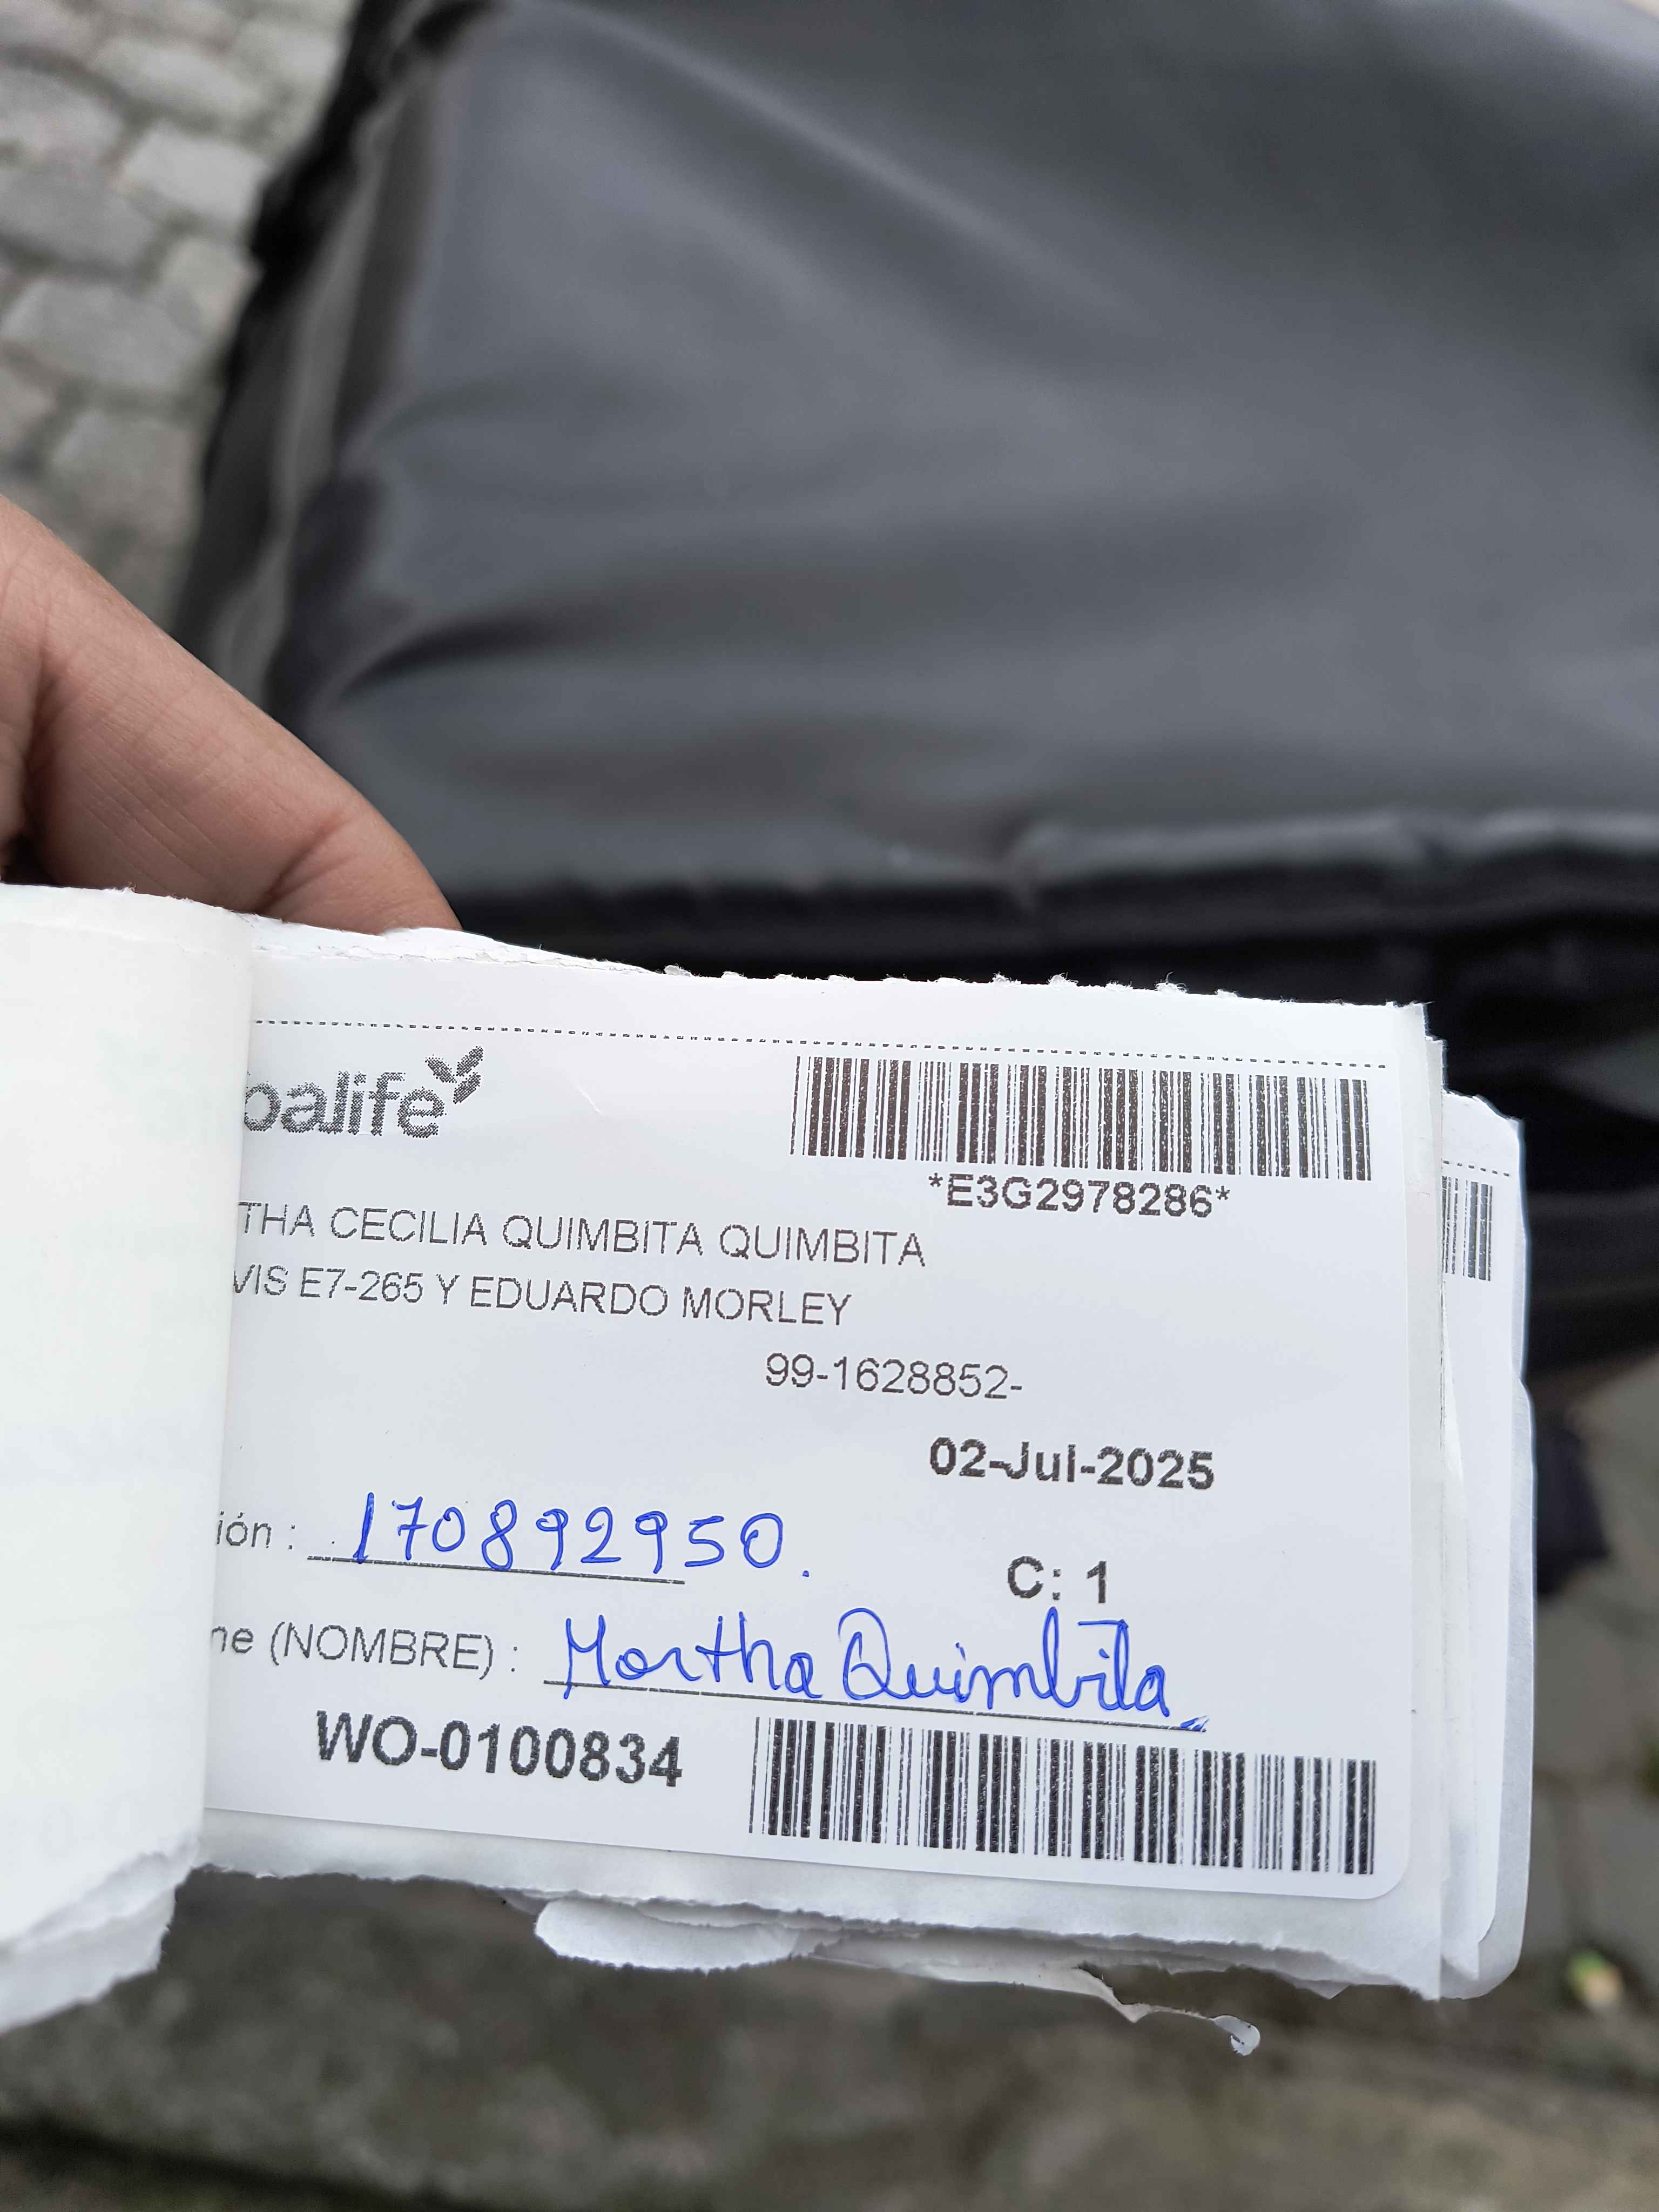 balife
*E3G2978286*
THA CECILIA QUIMBITA QUIMBITA
VIS E7-265 Y EDUARDO MORLEY
99-1628852-
02-Jul-2025
ión : 170892950.
C: 1
ne (NOMBRE) : Martha Quimbita
WO-0100834